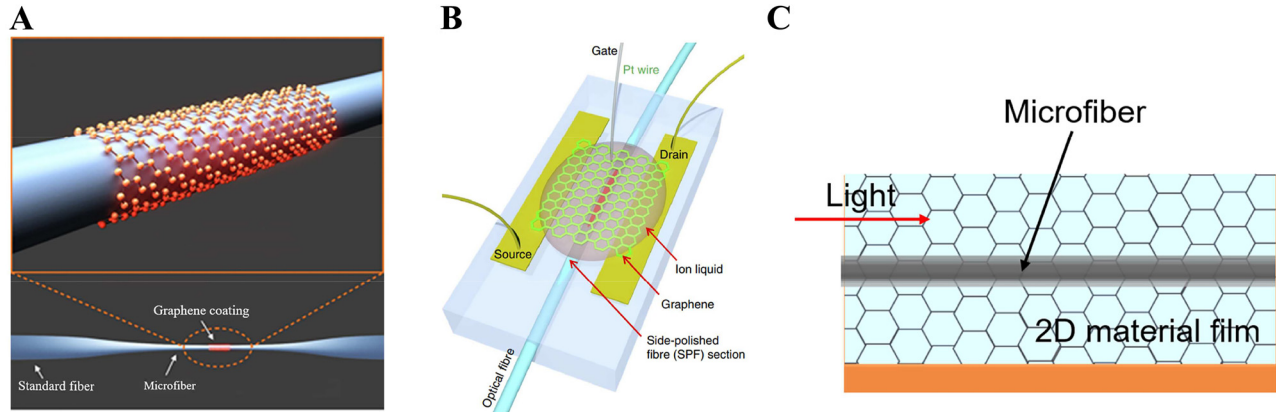 A
Graphene coating
Standard fiber
Microfiber
B
Gate
Pt wire
Drain
Source
Ion liquid
Graphene
Side-polished
fibre (SPF) section
Optical fibre
C
Microfiber
Light
2D material film